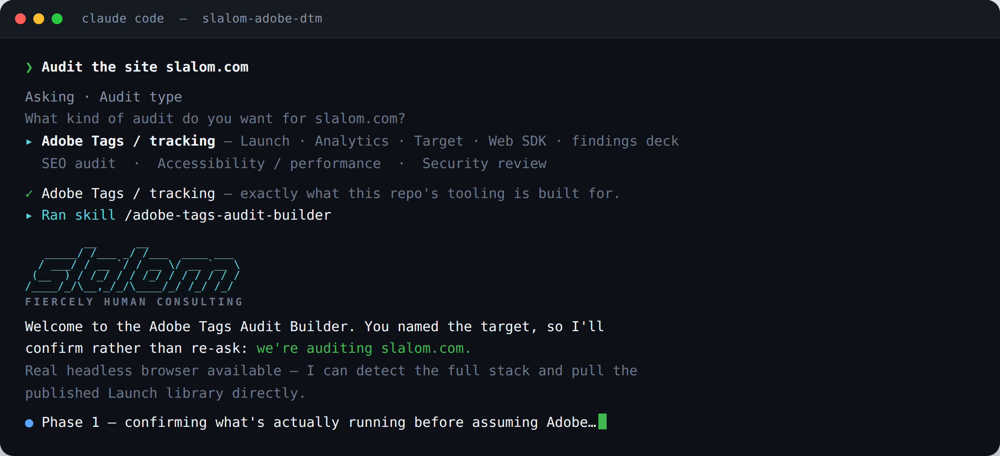 claude code — slalom-adobe-dtm
❯ Audit the site slalom.com
Asking · Audit type
What kind of audit do you want for slalom.com?
▸ Adobe Tags / tracking — Launch · Analytics · Target · Web SDK · findings deck
SEO audit · Accessibility / performance · Security review
✓ Adobe Tags / tracking — exactly what this repo's tooling is built for.
▸ Ran skill /adobe-tags-audit-builder
slalom
FIERCELY HUMAN CONSULTING
Welcome to the Adobe Tags Audit Builder. You named the target, so I'll
confirm rather than re-ask: we're auditing slalom.com.
Real headless browser available — I can detect the full stack and pull the
published Launch library directly.
● Phase 1 — confirming what's actually running before assuming Adobe…